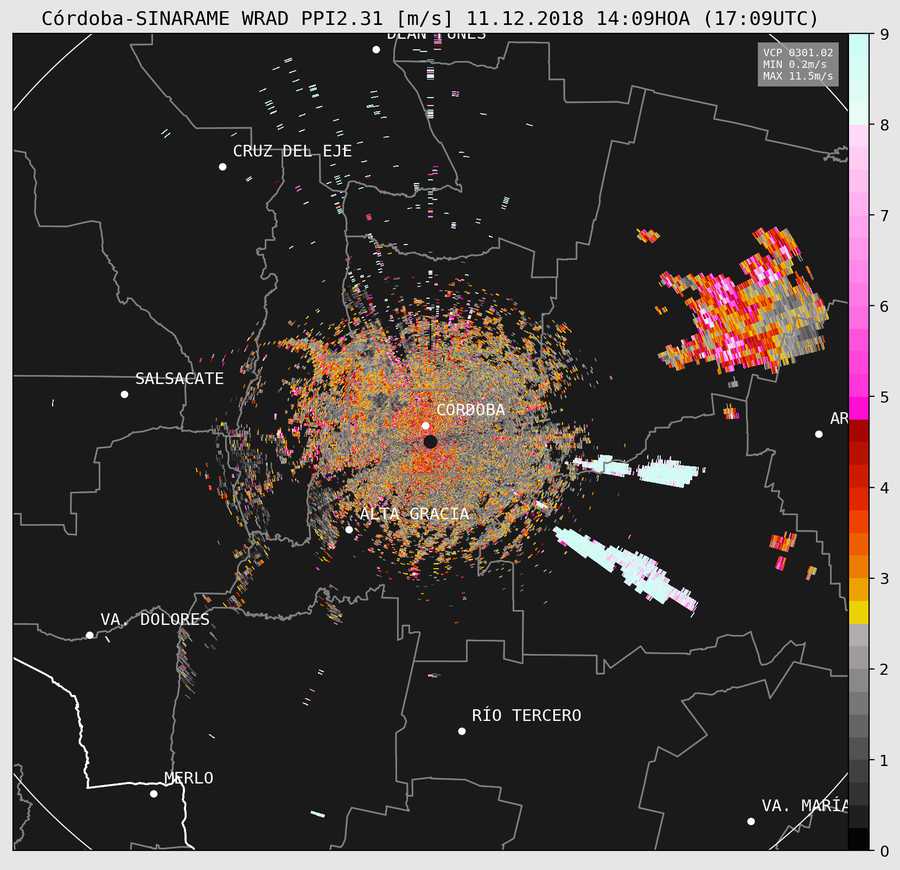 Córdoba-SINARAME WRAD PPI2.31 [m/s] 11.12.2018 14:09HOA (17:09UTC)
DEÁN FUNES
VCP 0301.02
MIN 0.2m/s
MAX 11.5m/s
CRUZ DEL EJE
SALSACATE
CÓRDOBA
AR
ALTA GRACIA
VA. DOLORES
RÍO TERCERO
MERLO
VA. MARÍA
9
8
7
6
5
4
3
2
1
0